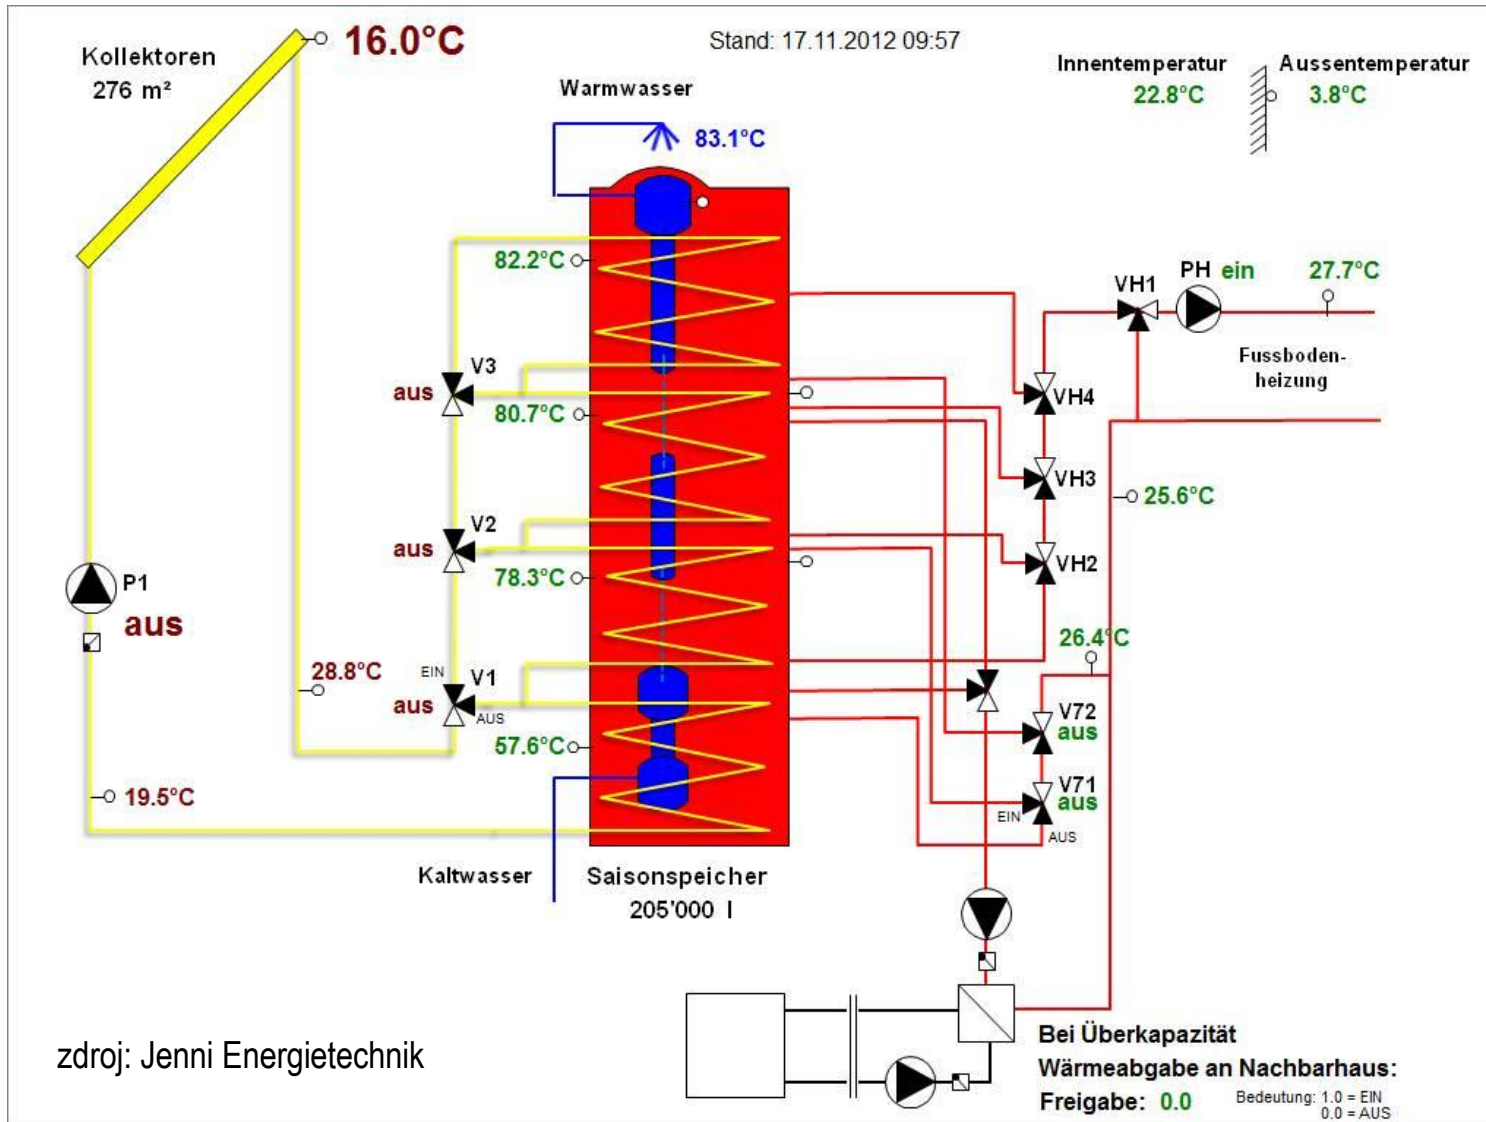 Kollektoren
276 m²
16.0°C
Stand: 17.11.2012 09:57
Innentemperatur
22.8°C
Aussentemperatur
3.8°C
Warmwasser
83.1°C
82.2°C
V3
aus
80.7°C
V2
aus
78.3°C
P1
aus
28.8°C
EIN
V1
aus
AUS
57.6°C
19.5°C
Kaltwasser
Saisonspeicher
205'000 l
VH1
PH ein
27.7°C
Fussboden-
heizung
VH4
VH3
25.6°C
VH2
26.4°C
V72
aus
V71
aus
EIN
AUS
zdroj: Jenni Energietechnik
Bei Überkapazität
Wärmeabgabe an Nachbarhaus:
Freigabe: 0.0
Bedeutung: 1.0 = EIN
0.0 = AUS